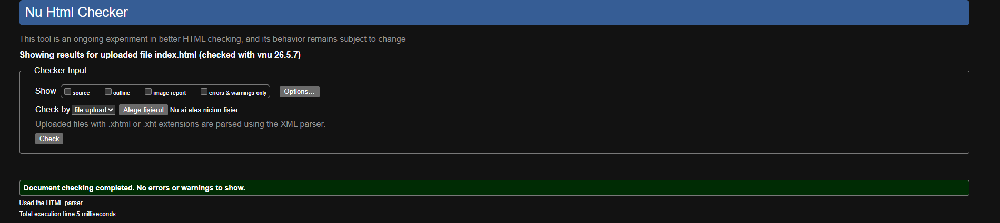 Nu Html Checker
This tool is an ongoing experiment in better HTML checking, and its behavior remains subject to change
Showing results for uploaded file index.html (checked with vnu 26.5.7)
Checker Input
Show source outline image report errors & warnings only Options...
Check by file upload Alege fișierul Nu ai ales niciun fișier
Uploaded files with .xhtml or .xht extensions are parsed using the XML parser.
Check
Document checking completed. No errors or warnings to show.
Used the HTML parser.
Total execution time 5 milliseconds.